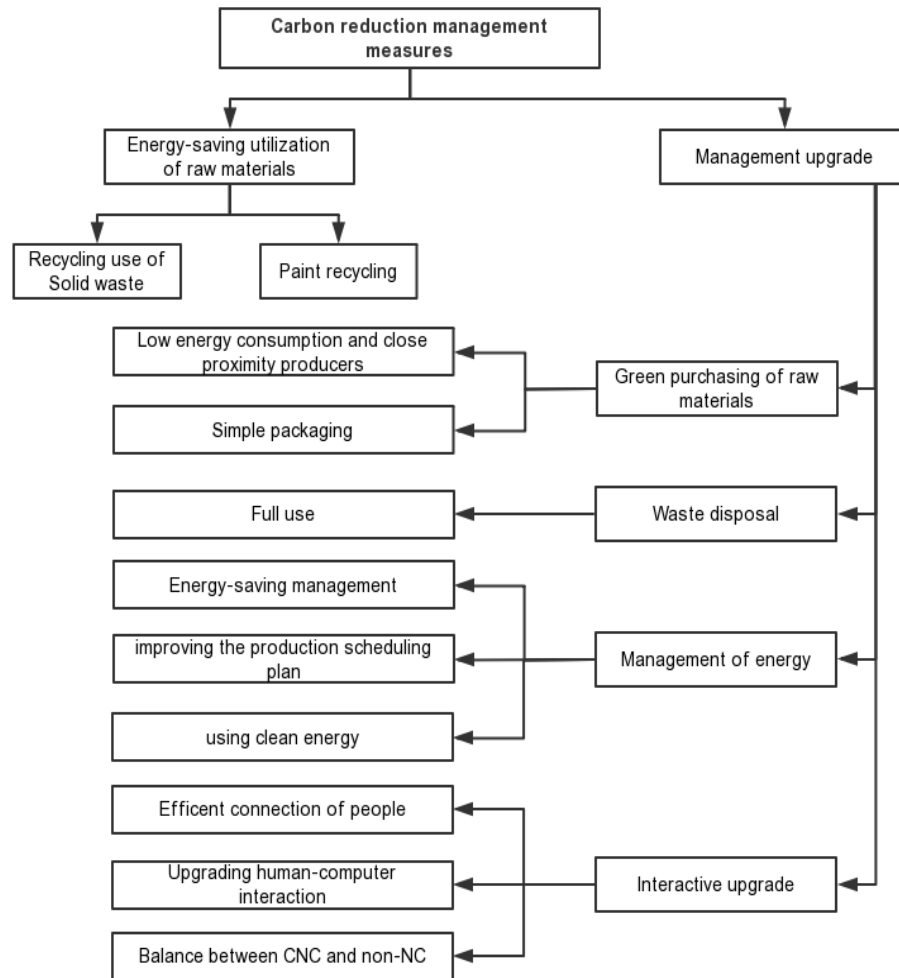 Carbon reduction management
measures
Energy-saving utilization
of raw materials
Management upgrade
Recycling use of
Solid waste
Paint recycling
Low energy consumption and close
proximity producers
Green purchasing of raw
materials
Simple packaging
Full use
Waste disposal
Energy-saving management
improving the production scheduling
plan
Management of energy
using clean energy
Efficent connection of people
Upgrading human-computer
interaction
Interactive upgrade
Balance between CNC and non-NC